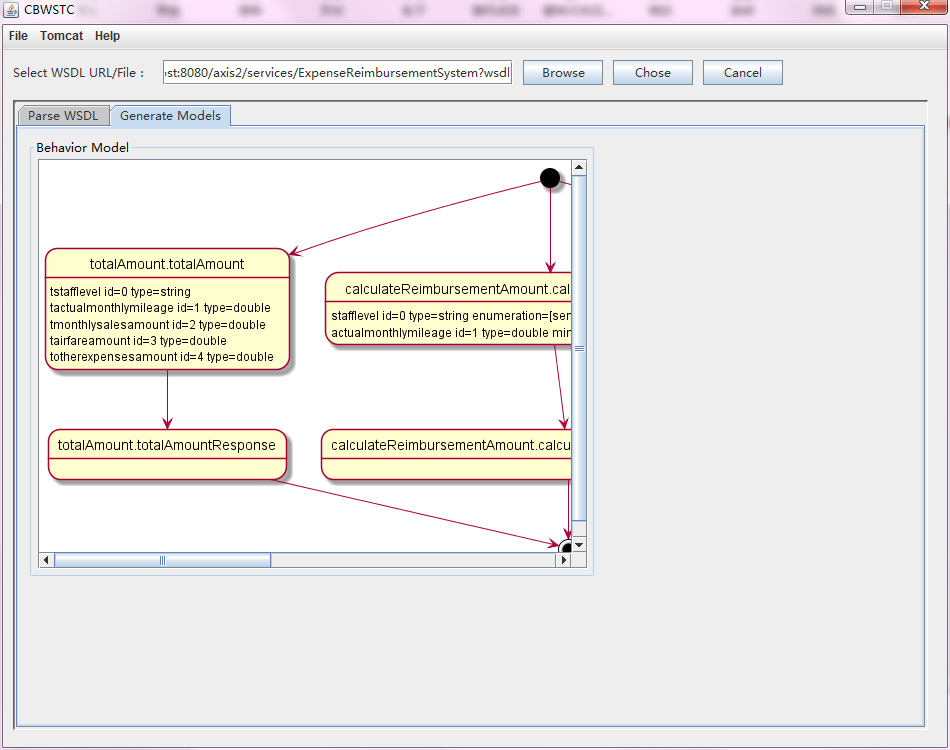 CBWSTC
File Tomcat Help
Select WSDL URL/File : ost:8080/axis2/services/ExpenseReimbursementSystem?wsdl Browse Chose Cancel
Parse WSDL Generate Models
Behavior Model
totalAmount.totalAmount
tstafflevel id=0 type=string
tactualmonthlymileage id=1 type=double
tmonthlysalesamount id=2 type=double
tairfareamount id=3 type=double
totherexpensesamount id=4 type=double
calculateReimbursementAmount.cal
stafflevel id=0 type=string enumeration=[sen
actualmonthlymileage id=1 type=double min
totalAmount.totalAmountResponse
calculateReimbursementAmount.calcu